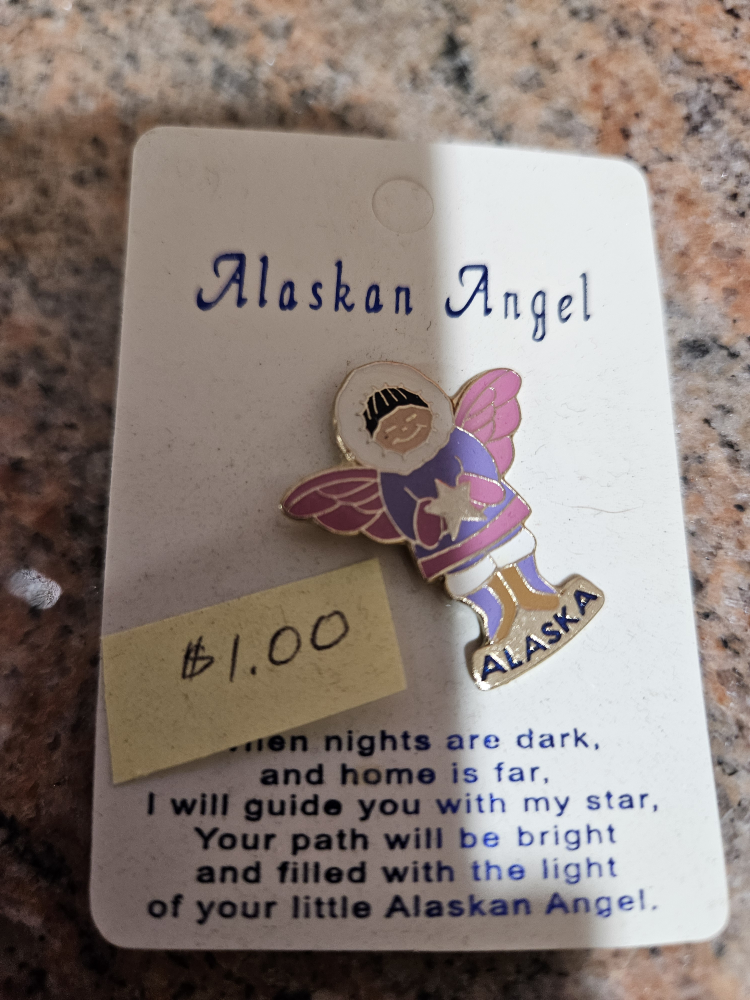 Alaskan Angel
ALASKA
$1.00
nights are dark,
and home is far,
I will guide you with my star,
Your path will be bright
and filled with the light
of your little Alaskan Angel.